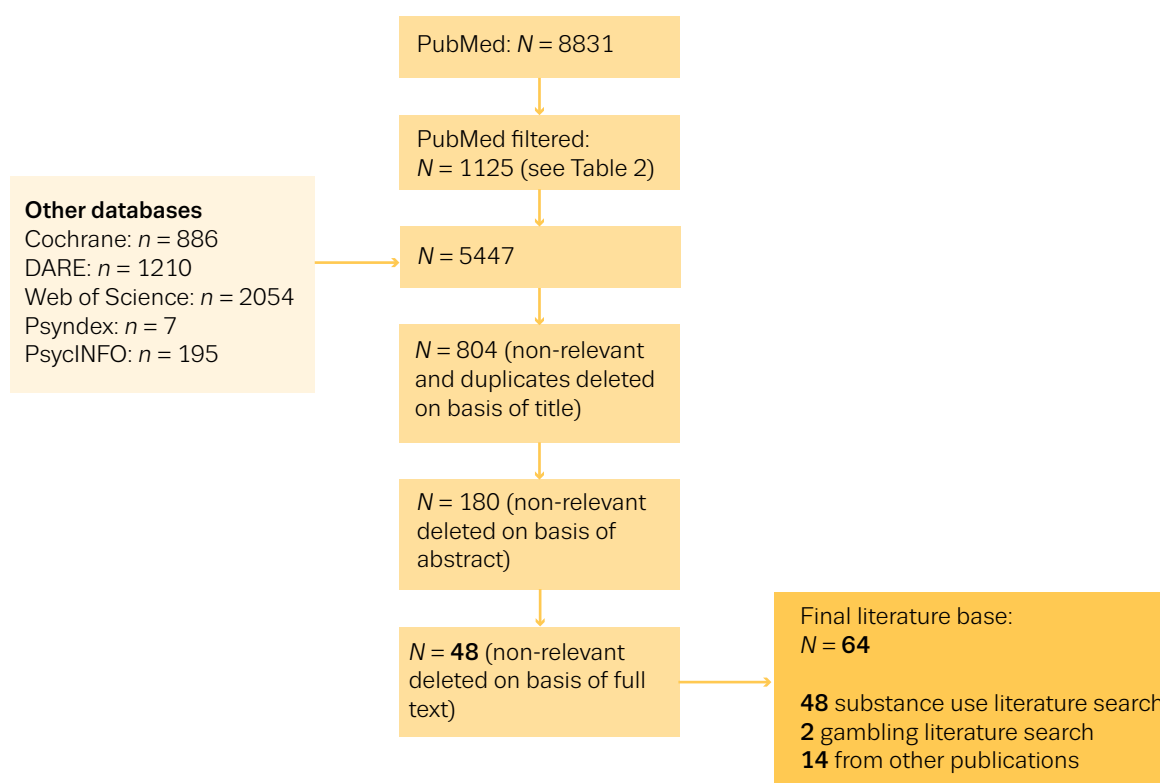 PubMed: N = 8831
PubMed filtered:
N = 1125 (see Table 2)
Other databases
Cochrane: n = 886
DARE: n = 1210
Web of Science: n = 2054
Psyndex: n = 7
PsycINFO: n = 195
N = 5447
N = 804 (non-relevant
and duplicates deleted
on basis of title)
N = 180 (non-relevant
deleted on basis of
abstract)
N = 48 (non-relevant
deleted on basis of full
text)
Final literature base:
N = 64
48 substance use literature search
2 gambling literature search
14 from other publications